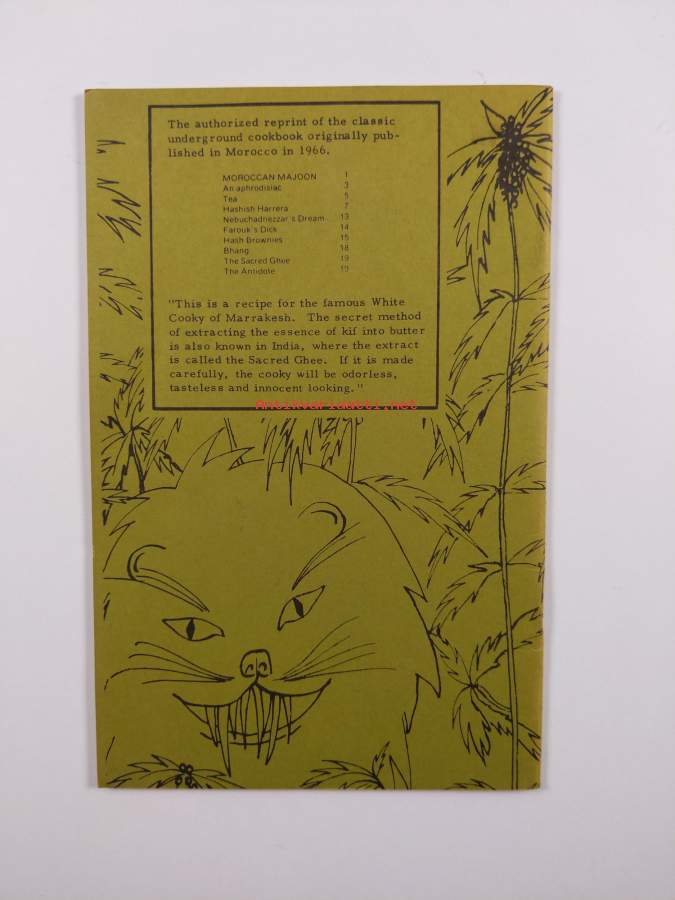 The authorized reprint of the classic
underground cookbook originally pub-
lished in Morocco in 1966.
MOROCCAN MAJOON 1
An aphrodisiac 3
Tea 5
Hashish Harrera 7
Nebuchadnezzar's Dream 13
Farouk's Dick 14
Hash Brownies 15
Bhang 18
The Sacred Ghee 19
The Antidote 19
"This is a recipe for the famous White
Cooky of Marrakesh. The secret method
of extracting the essence of kif into butter
is also known in India, where the extract
is called the Sacred Ghee. If it is made
carefully, the cooky will be odorless,
tasteless and innocent looking."
Antikvariaatti.net